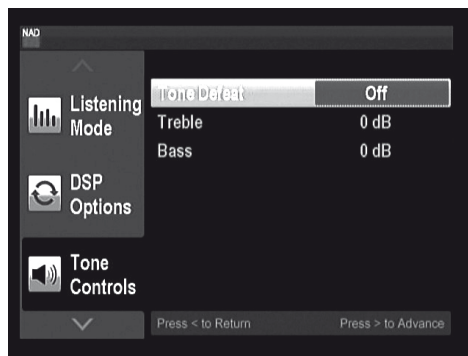 NAD
Listening
Mode
DSP
Options
Tone
Controls
Tone Defeat Off
Treble 0 dB
Bass 0 dB
Press < to Return Press > to Advance